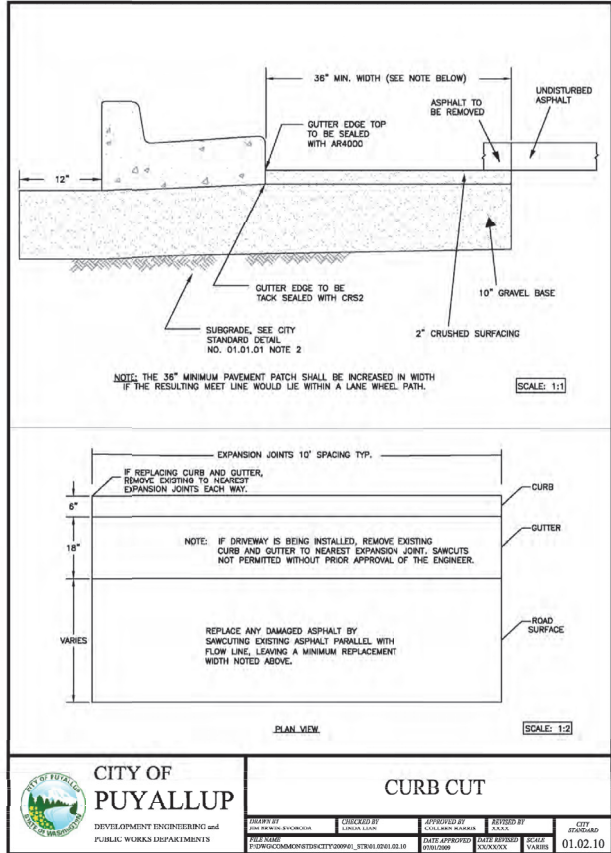 36" MIN. WIDTH (SEE NOTE BELOW)
UNDISTURBED
ASPHALT
ASPHALT TO
BE REMOVED
GUTTER EDGE TOP
TO BE SEALED
WITH AR4000
12"
GUTTER EDGE TO BE
TACK SEALED WITH CRS2
10" GRAVEL BASE
2" CRUSHED SURFACING
SUBGRADE, SEE CITY
STANDARD DETAIL
NO. 01.01.01 NOTE 2
NOTE: THE 36" MINIMUM PAVEMENT PATCH SHALL BE INCREASED IN WIDTH
IF THE RESULTING MEET LINE WOULD LIE WITHIN A LANE WHEEL PATH.
SCALE: 1:1
EXPANSION JOINTS 10' SPACING TYP.
IF REPLACING CURB AND GUTTER,
REMOVE EXISTING TO NEAREST
EXPANSION JOINTS EACH WAY.
CURB
6"
GUTTER
18"
NOTE: IF DRIVEWAY IS BEING INSTALLED, REMOVE EXISTING
CURB AND GUTTER TO NEAREST EXPANSION JOINT. SAWCUTS
NOT PERMITTED WITHOUT PRIOR APPROVAL OF THE ENGINEER.
VARIES
REPLACE ANY DAMAGED ASPHALT BY
SAWCUTTING EXISTING ASPHALT PARALLEL WITH
FLOW LINE, LEAVING A MINIMUM REPLACEMENT
WIDTH NOTED ABOVE.
ROAD
SURFACE
PLAN VIEW
SCALE: 1:2
CITY OF PUYALLUP
STATE OF WASHINGTON
CITY OF
PUYALLUP
DEVELOPMENT ENGINEERING and
PUBLIC WORKS DEPARTMENTS
CURB CUT
DRAWN BY
CHECKED BY
LINDA LIAN
APPROVED BY
COLLEEN HARRIS
REVISED BY
XXXX
CITY
STANDARD
FILE NAME
DATE APPROVED
07/01/2009
DATE REVISED
XX/XX/XX
SCALE
VARIES
01.02.10